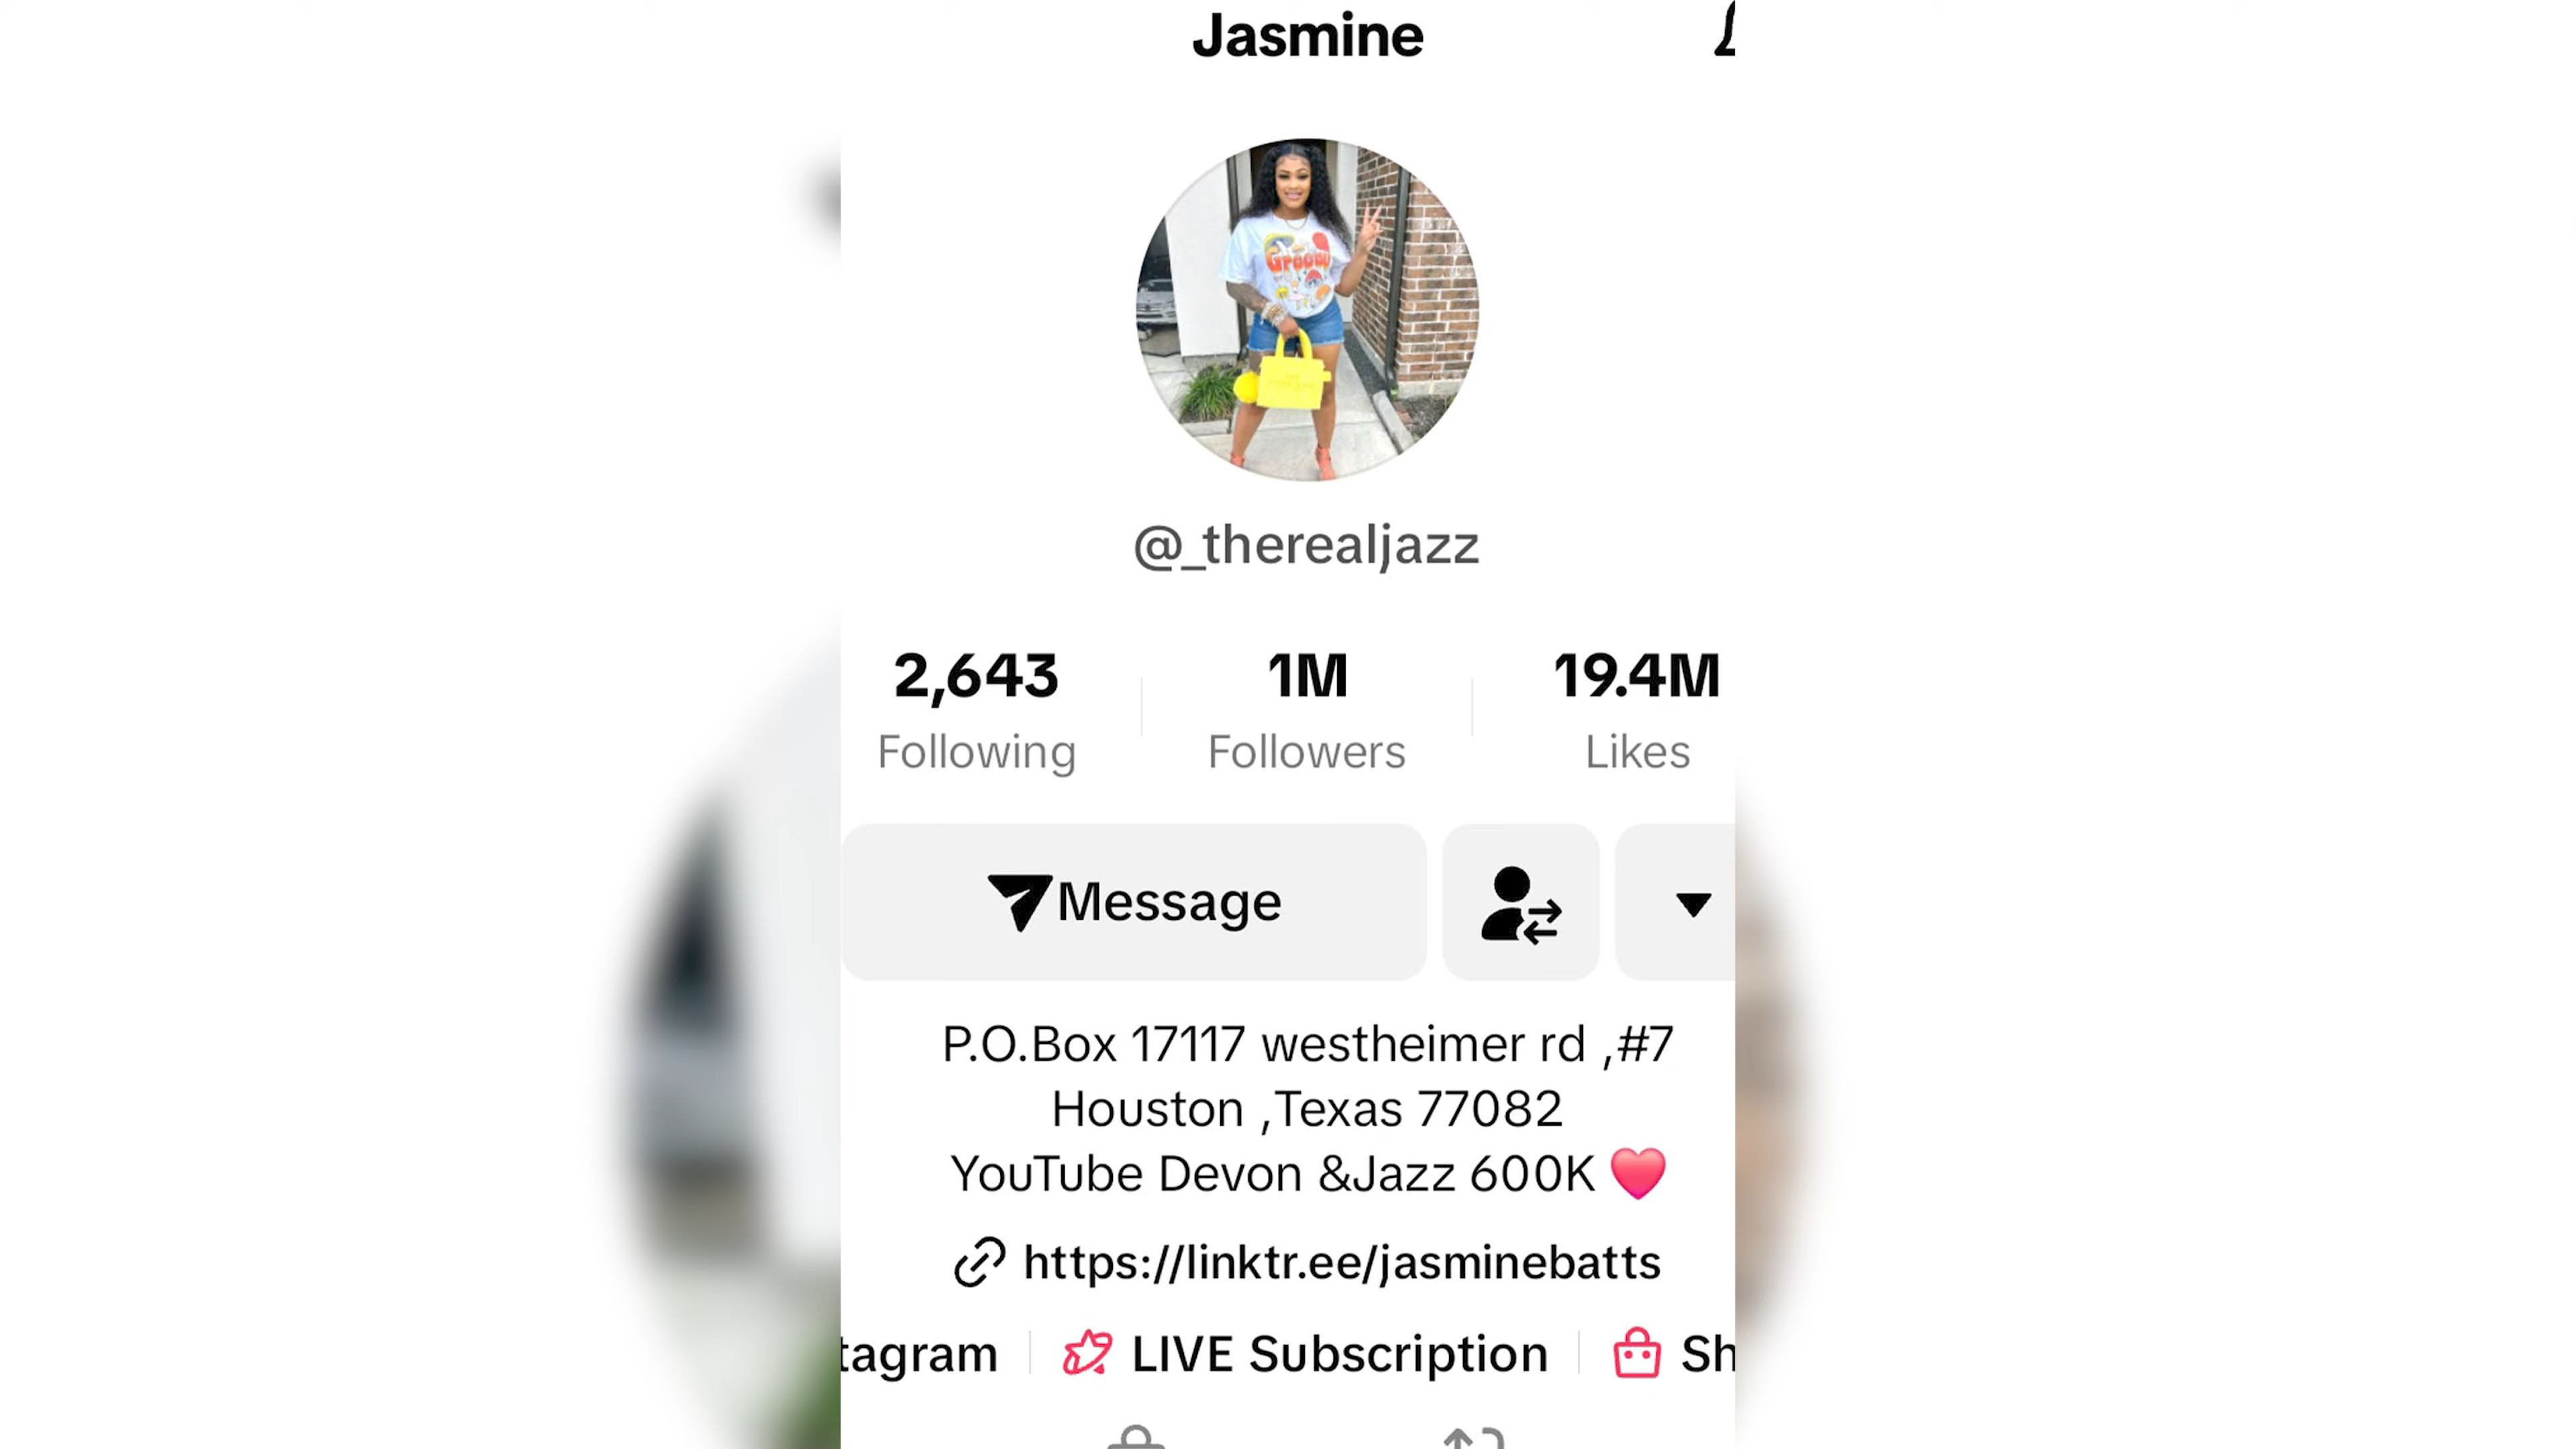 Jasmine
@_therealjazz
2,643
Following
1M
Followers
19.4M
Likes
Message
P.O.Box 17117 westheimer rd ,#7
Houston ,Texas 77082
YouTube Devon &Jazz 600K
https://linktr.ee/jasminebatts
tagram
LIVE Subscription
Sh